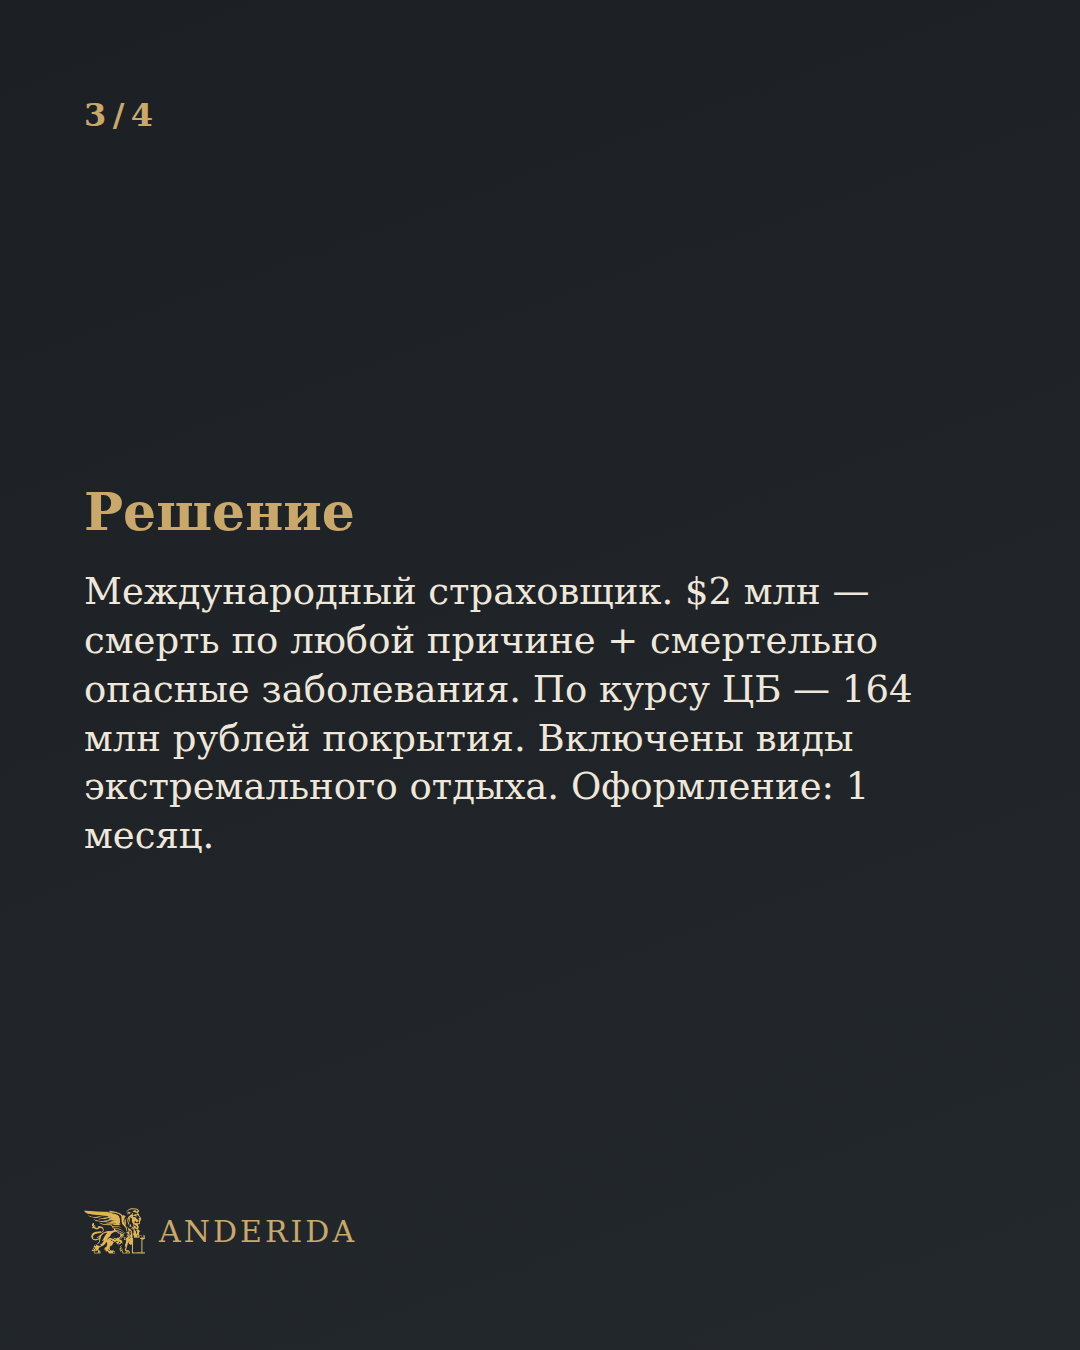 3/4
Решение
Международный страховщик. $2 млн —
смерть по любой причине + смертельно
опасные заболевания. По курсу ЦБ — 164
млн рублей покрытия. Включены виды
экстремального отдыха. Оформление: 1
месяц.
ANDERIDA